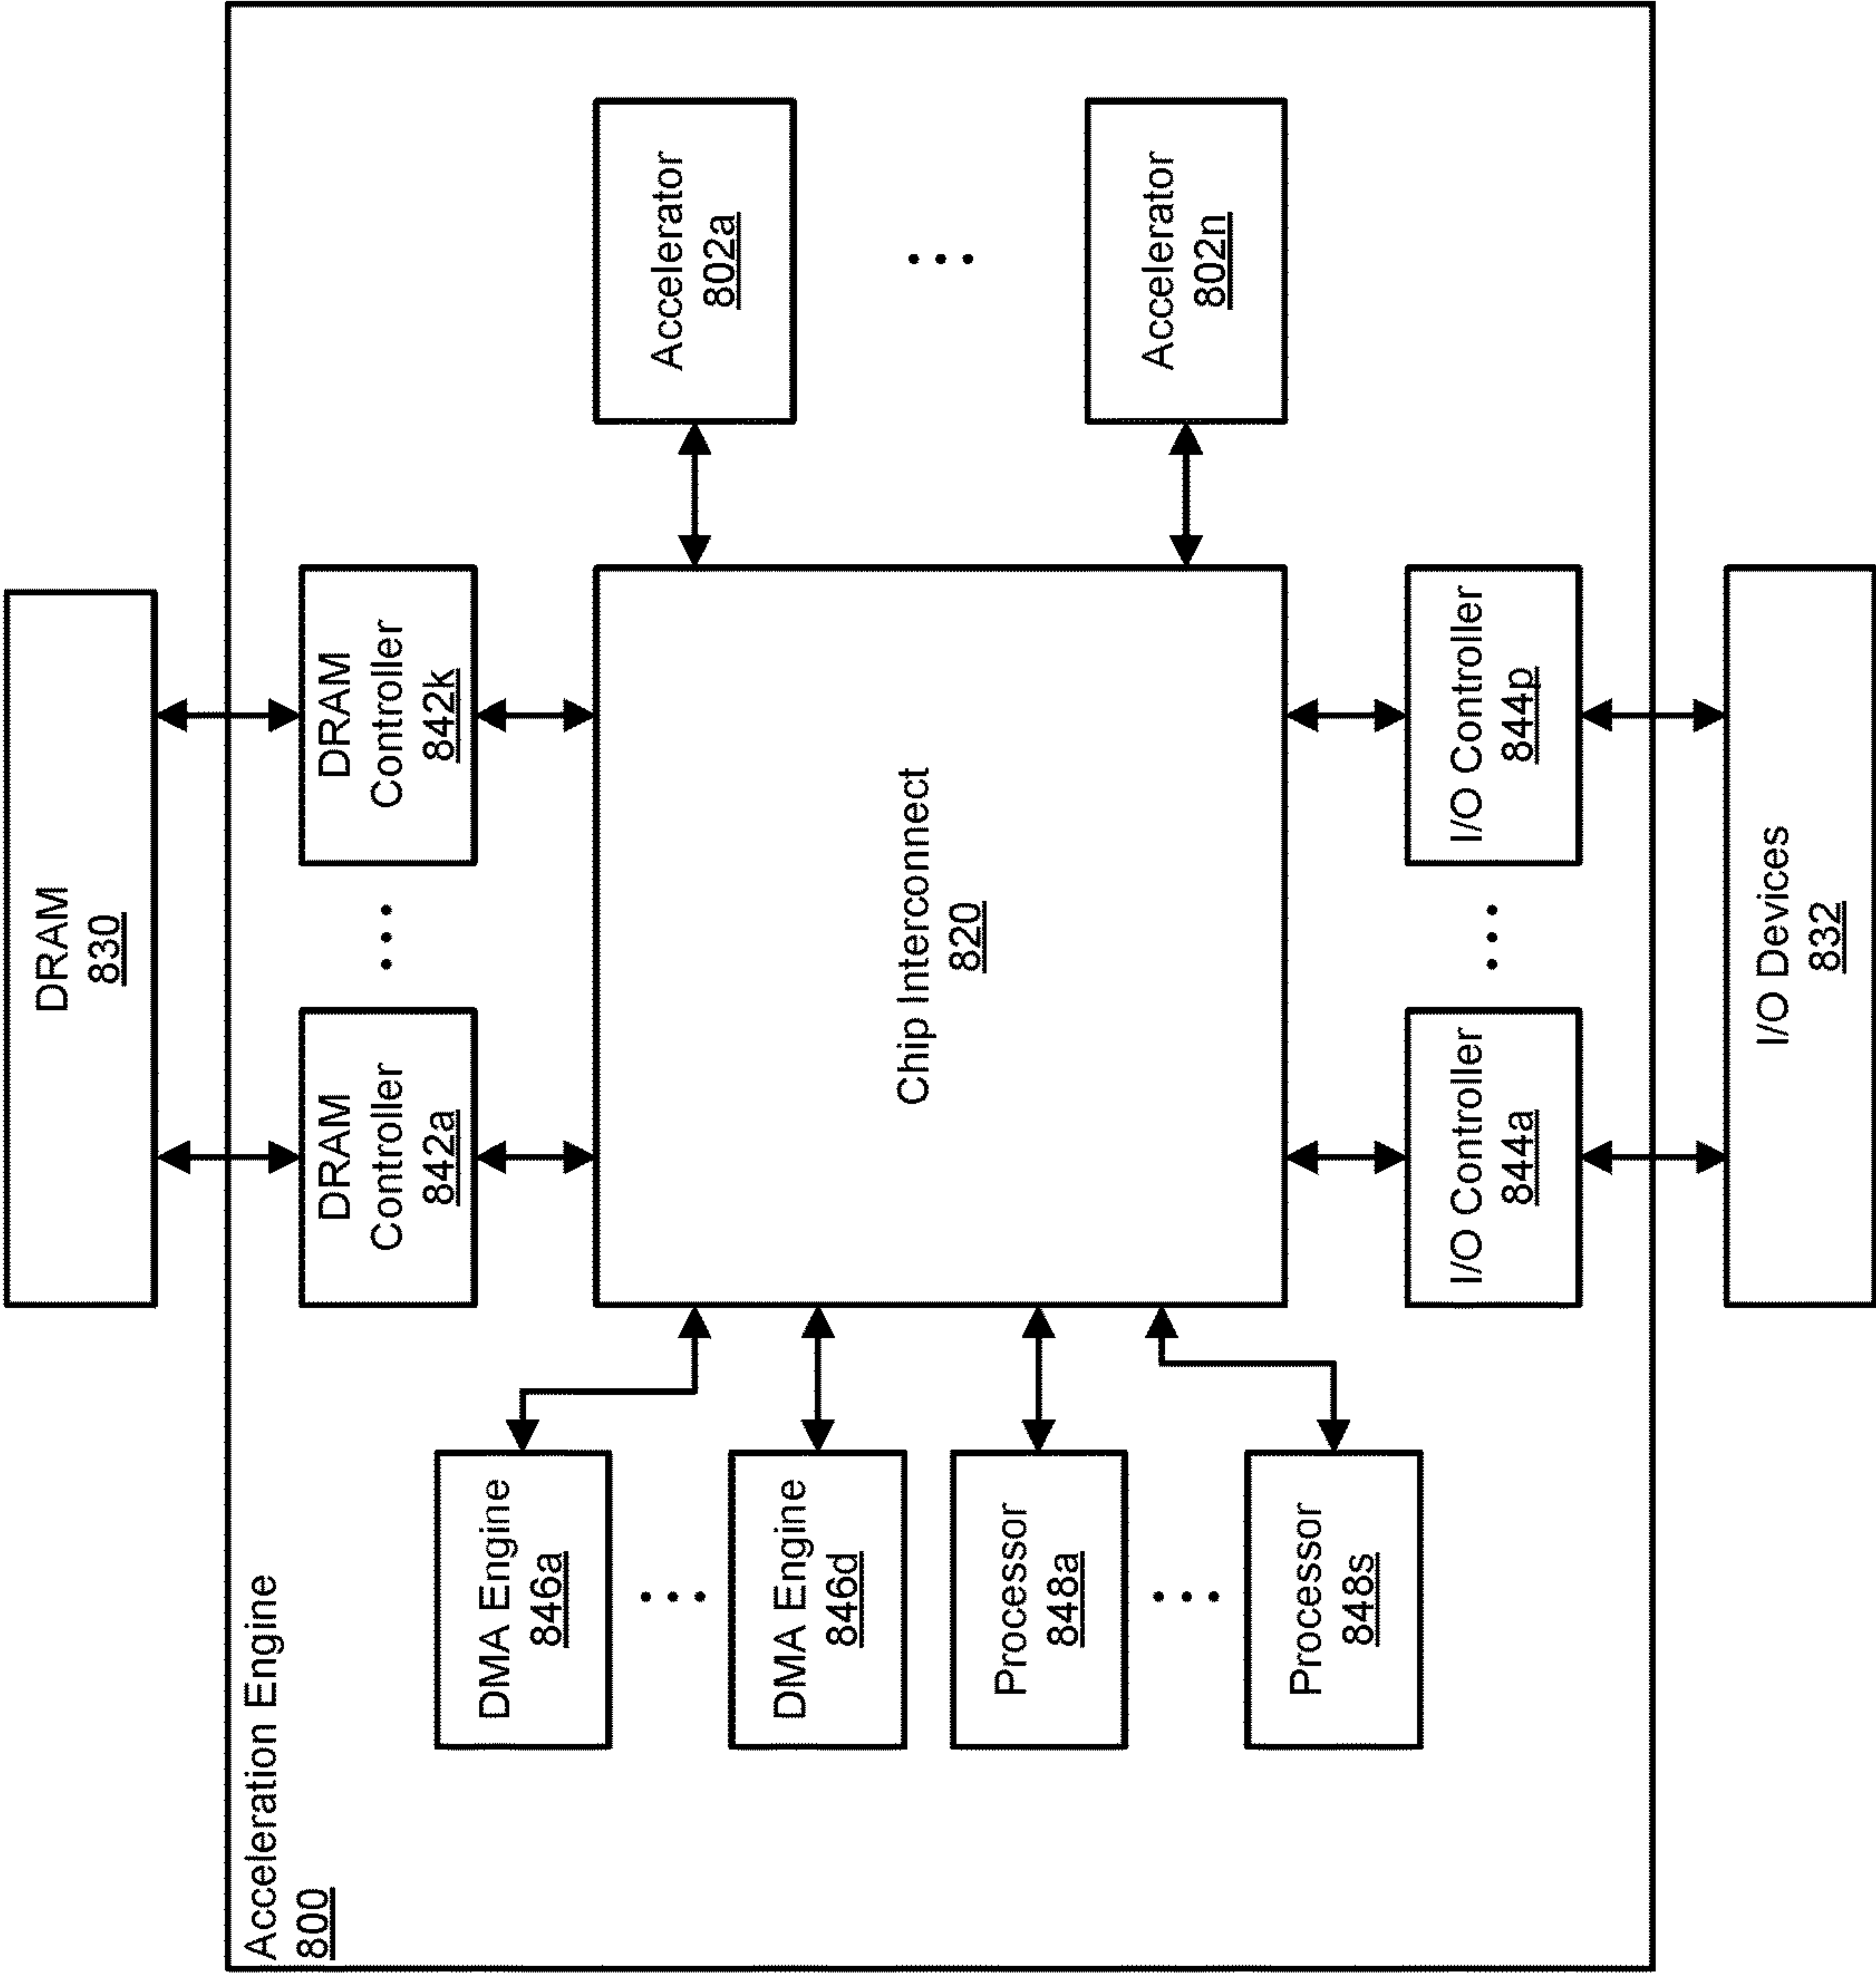 Acceleration Engine
800
DRAM
830
DRAM
Controller
842a
...
DRAM
Controller
842k
DMA Engine
846a
...
DMA Engine
846d
Processor
848a
...
Processor
848s
Chip Interconnect
820
Accelerator
802a
...
Accelerator
802n
I/O Controller
844a
...
I/O Controller
844p
I/O Devices
832